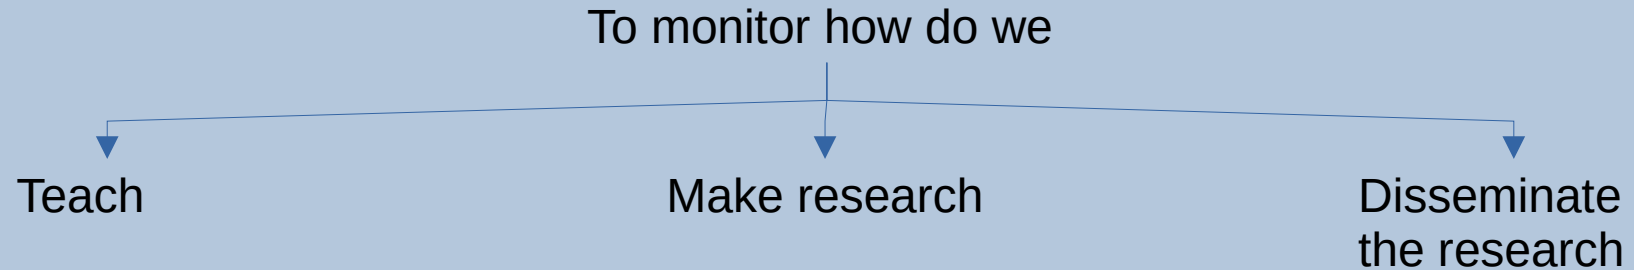 To monitor how do we
Teach
Make research
Disseminate
the research